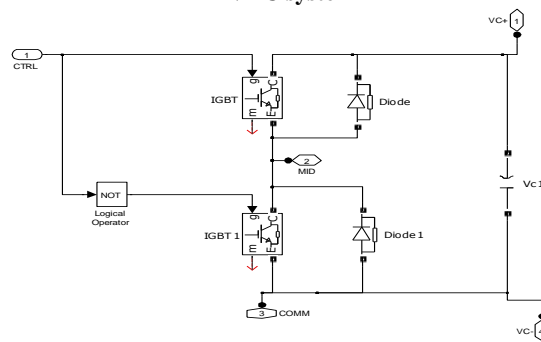 VC+
1
1
CTRL
g
C
IGBT
m
E
Diode
2
MID
NOT
Logical
Operator
g
C
IGBT 1
m
E
Diode 1
Vc1
3
COMM
VC-
4